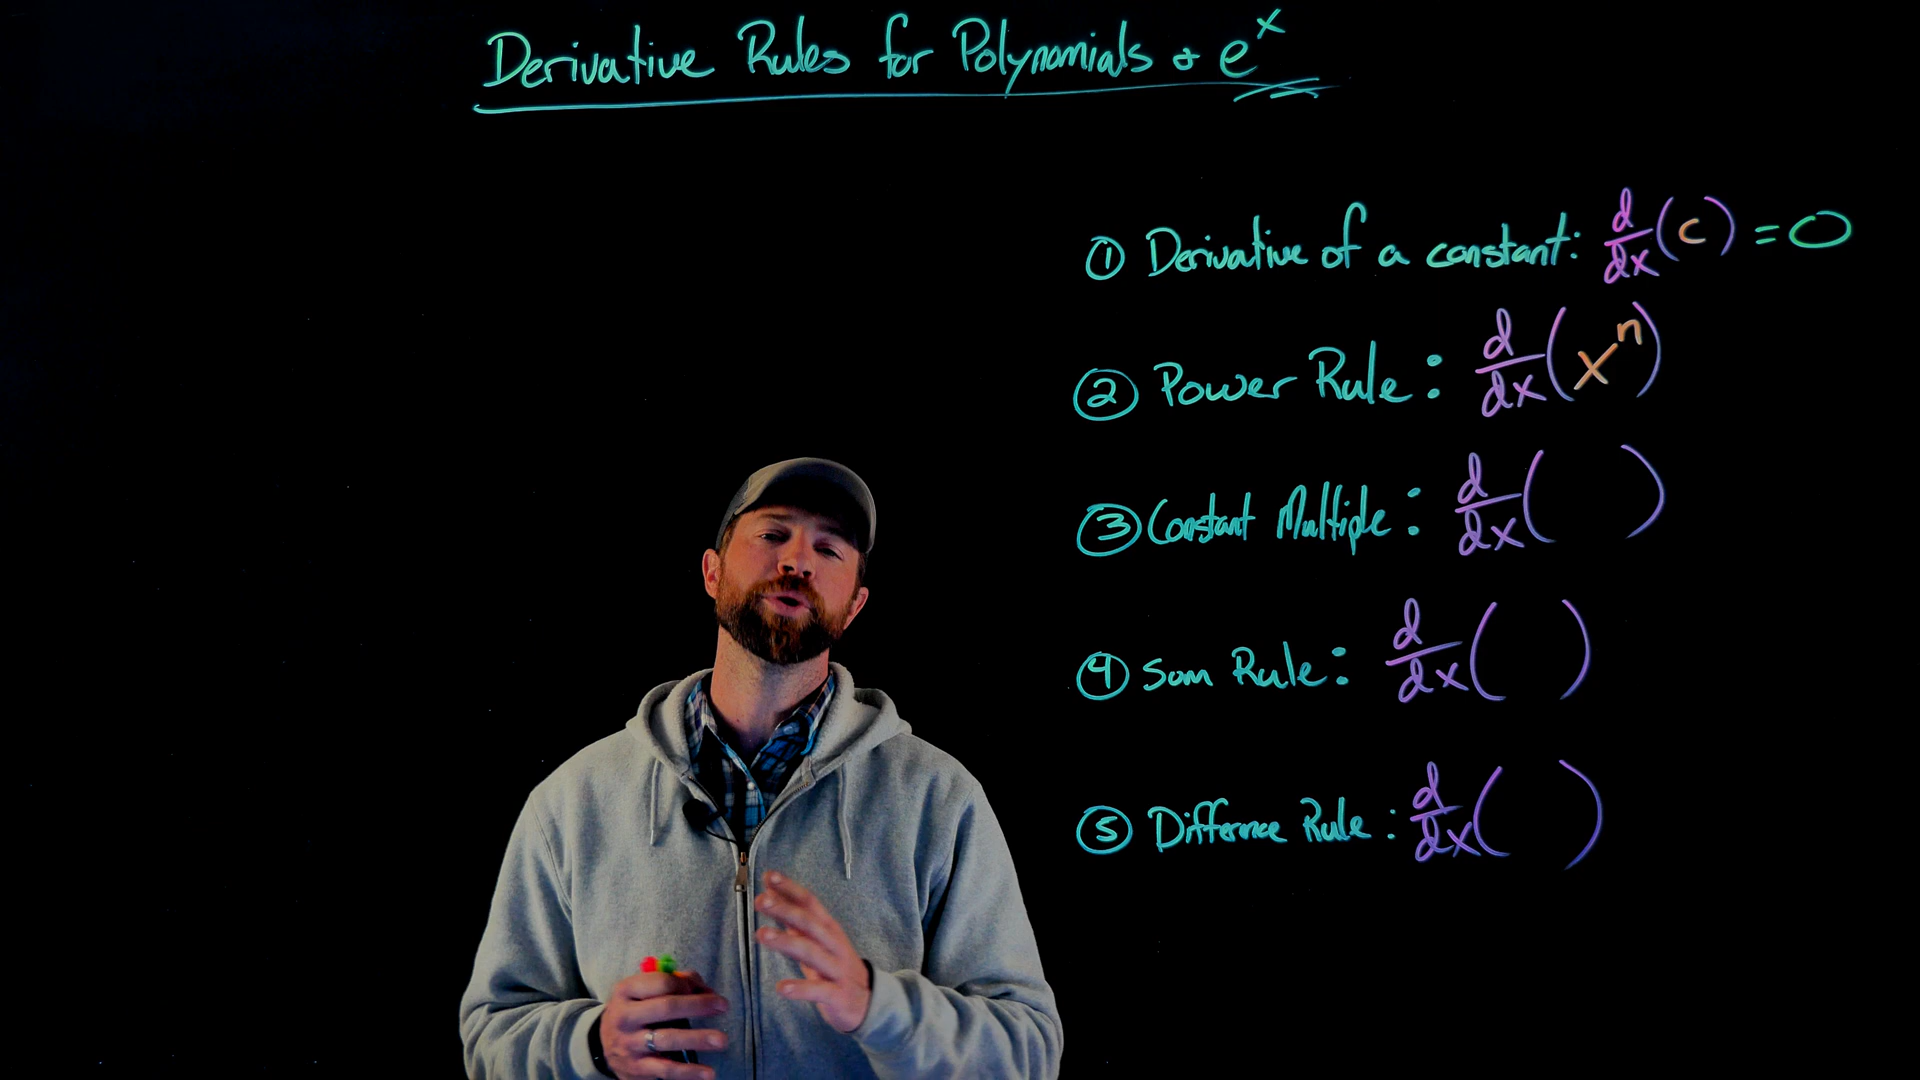 Derivative Rules for Polynomials & e^x
① Derivative of a constant: d/dx (c) = 0
② Power Rule: d/dx (x^n)
③ Constant Multiple: d/dx ( )
④ Sum Rule: d/dx ( )
⑤ Difference Rule: d/dx ( )